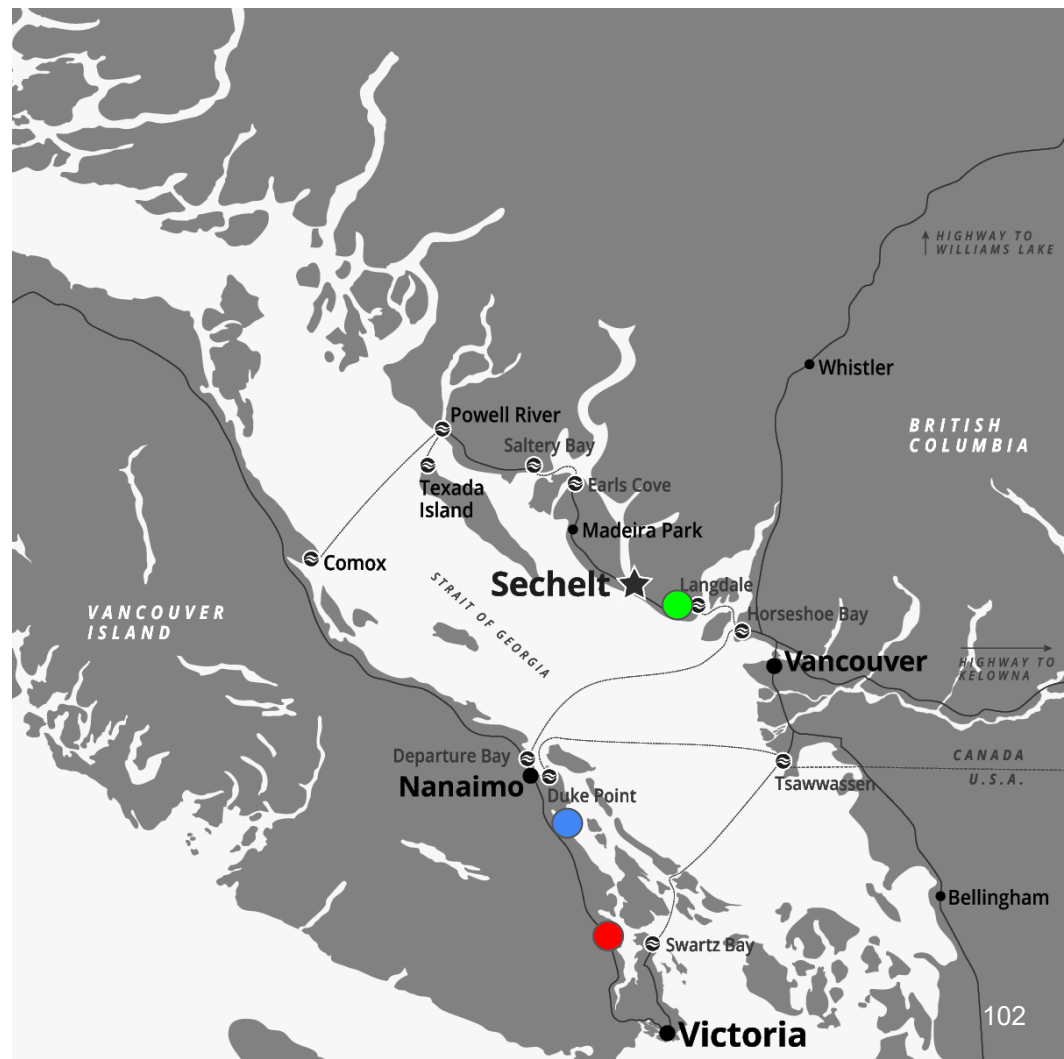 HIGHWAY TO
WILLIAMS LAKE
Whistler
Powell River
BRITISH
COLUMBIA
Saltery Bay
Texada
Island
Earls Cove
Madeira Park
Comox
Sechelt
Langdale
STRAIT OF GEORGIA
VANCOUVER
ISLAND
Horseshoe Bay
Vancouver
HIGHWAY TO
KELOWNA
Departure Bay
CANADA
U.S.A.
Nanaimo
Tsawwassen
Duke Point
Bellingham
Swartz Bay
102
Victoria